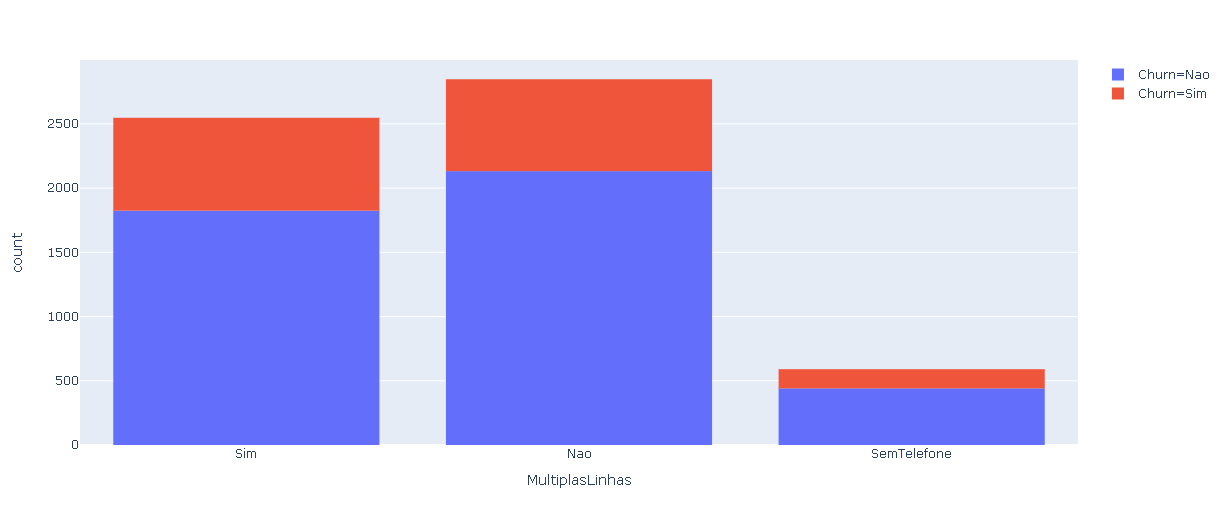 Churn=Nao
Churn=Sim
2500
2000
1500
1000
500
0
count
Sim
Nao
SemTelefone
MultiplasLinhas